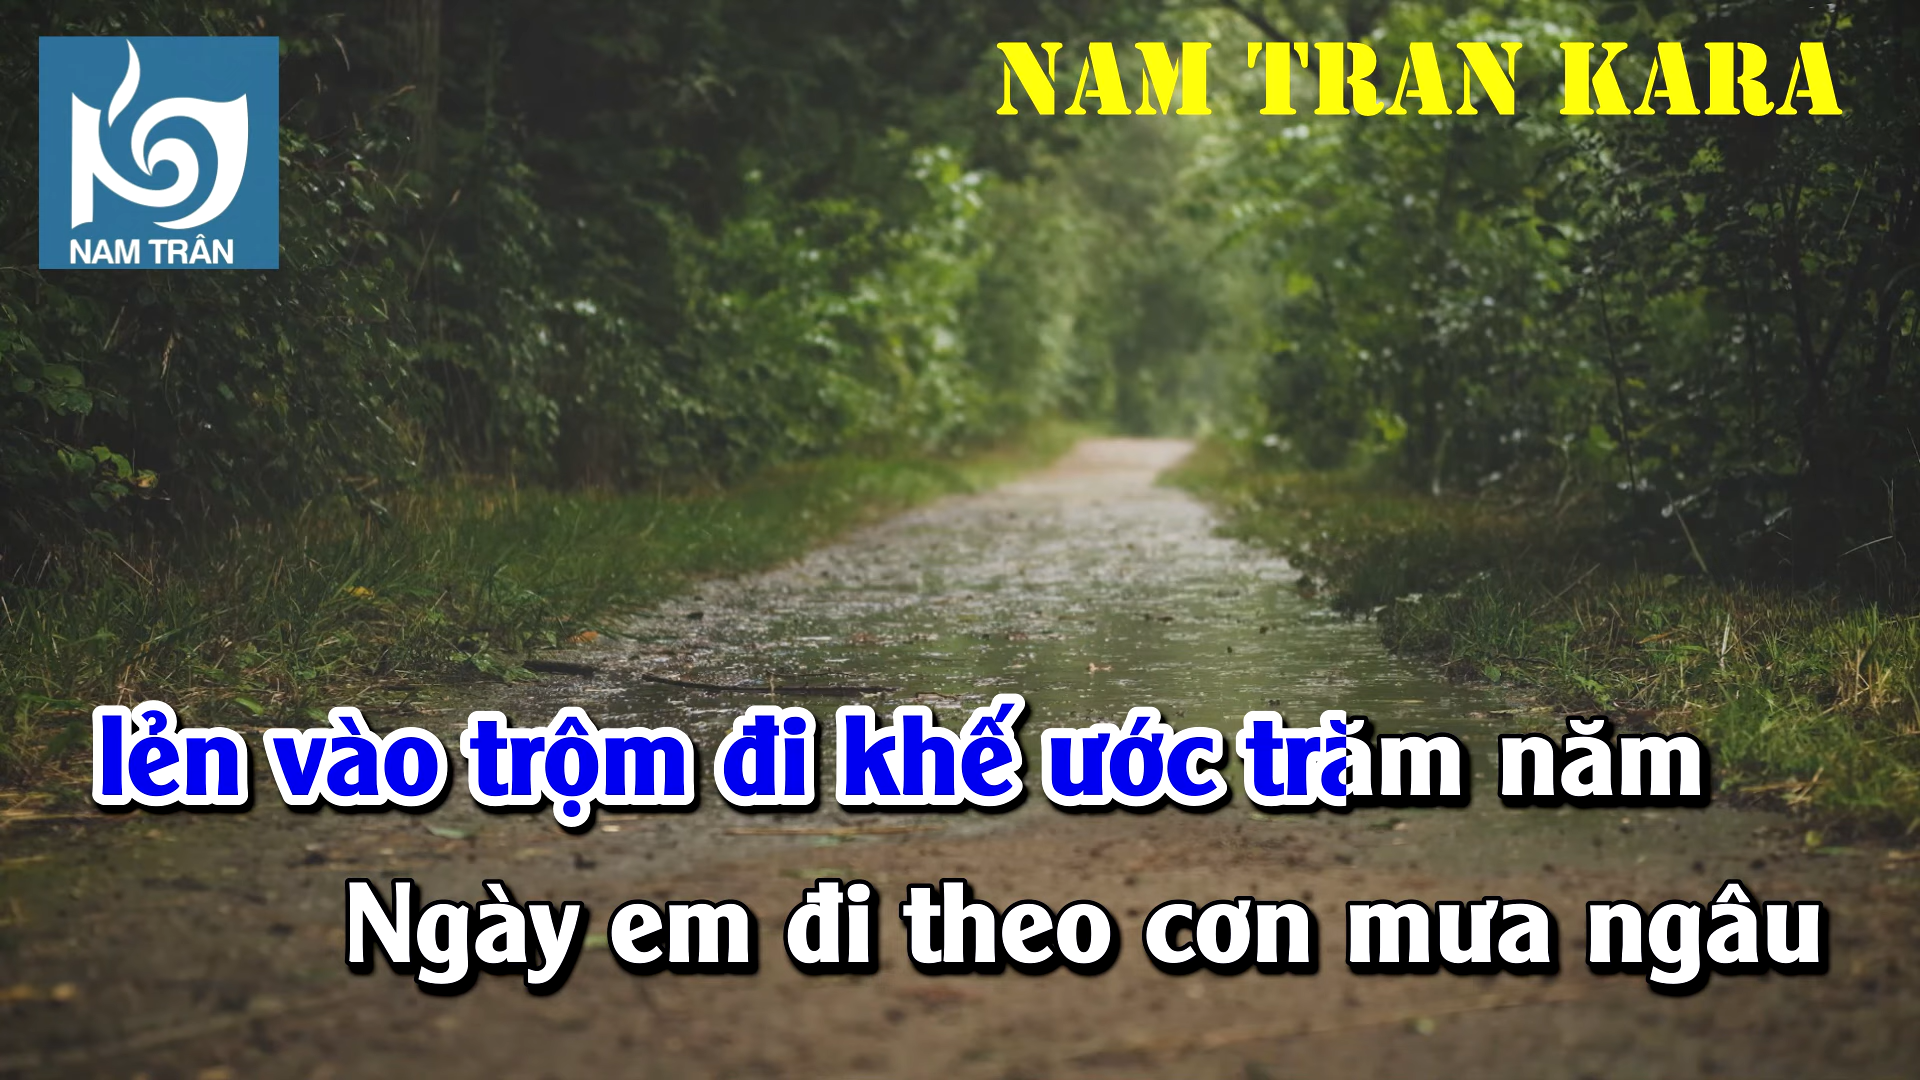 NAM TRAN KARA
NAM TRÂN
lẻn vào trộm đi khế ước trăm năm
Ngày em đi theo cơn mưa ngâu